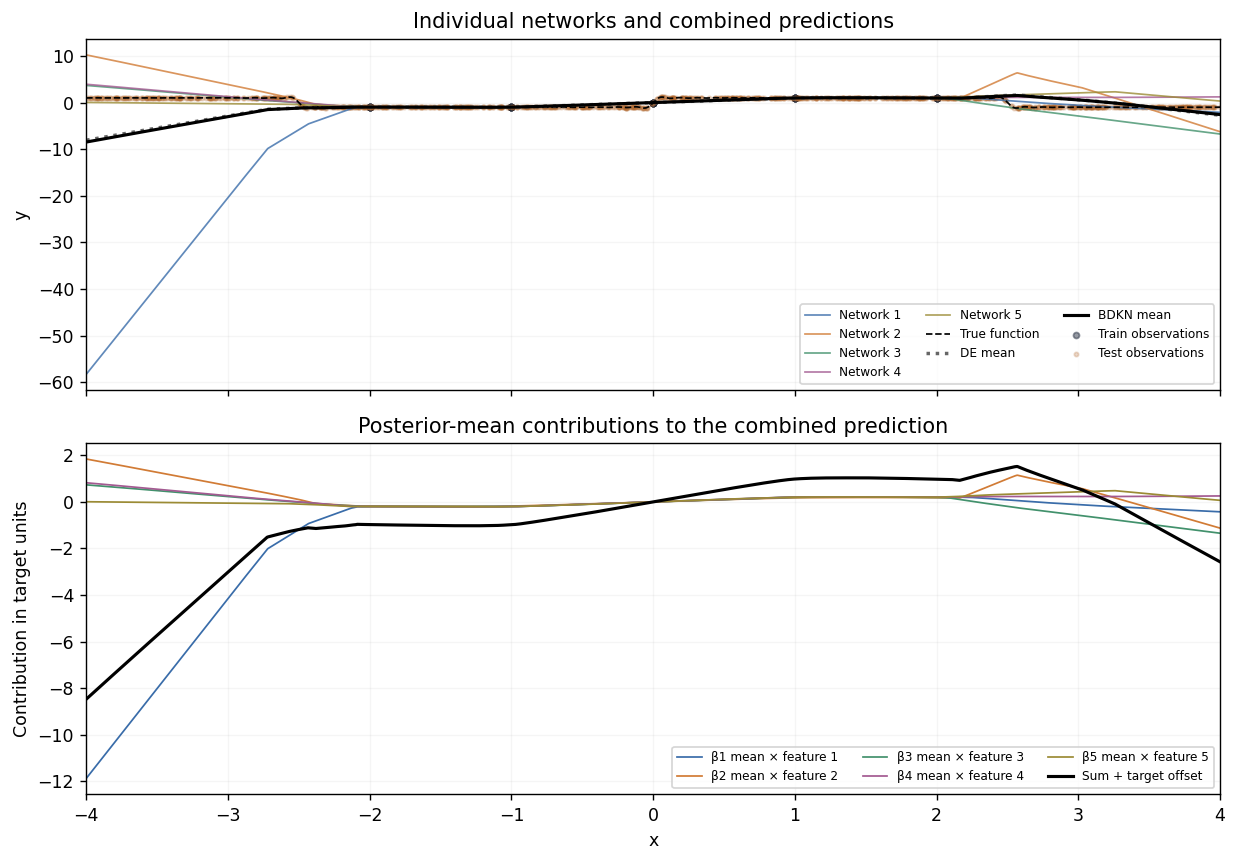 Individual networks and combined predictions
10
0
−10
−20
−30
−40
−50
−60
y
Network 1
Network 2
Network 3
Network 4
Network 5
True function
DE mean
BDKN mean
Train observations
Test observations
Posterior-mean contributions to the combined prediction
2
0
−2
−4
−6
−8
−10
−12
Contribution in target units
β1 mean × feature 1
β2 mean × feature 2
β3 mean × feature 3
β4 mean × feature 4
β5 mean × feature 5
Sum + target offset
−4 −3 −2 −1 0 1 2 3 4
x